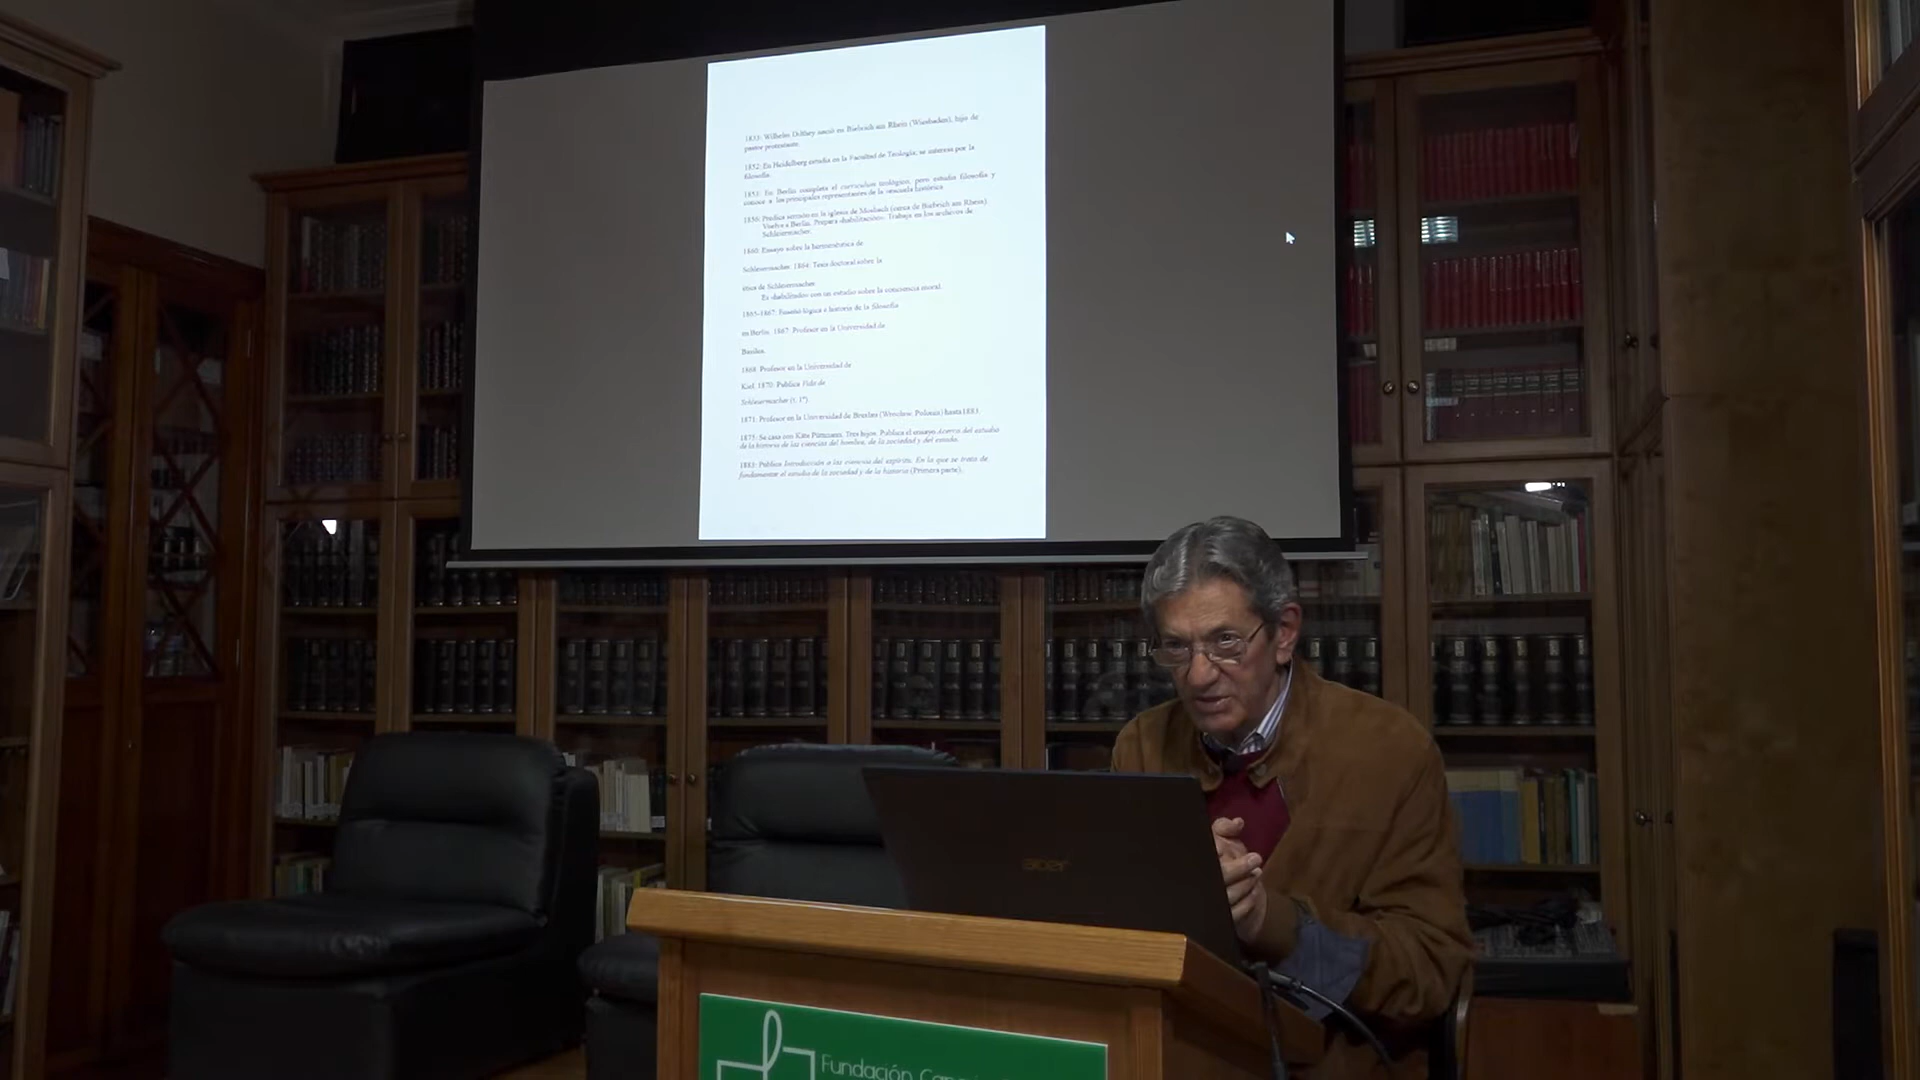 1833: Wilhelm Dilthey nació en Biebrich am Rhein (Wiesbaden), hijo de
pastor protestante.
1852: En Heidelberg estudia en la Facultad de Teología; se interesa por la
filosofía.
1853: En Berlín completa el curriculum teológico, pero estudia filosofía y
conoce a los principales representantes de la «escuela histórica
1856: Predica sermón en la iglesia de Mosbach (cerca de Biebrich am Rhein).
Vuelve a Berlín. Prepara «habilitación». Trabaja en los archivos de
Schleiermacher.
1860: Ensayo sobre la hermenéutica de
Schleiermacher. 1864: Tesis doctoral sobre la
ética de Schleiermacher
Es «habilitado» con un estudio sobre la conciencia moral.
1865-1867: Enseñó lógica e historia de la filosofía
en Berlín. 1867: Profesor en la Universidad de
Basilea.
1868: Profesor en la Universidad de
Kiel. 1870: Publica Vida de
Schleiermacher (t. 1º).
1871: Profesor en la Universidad de Breslau (Wroclaw, Polonia) hasta 1883.
1875: Se casa con Käte Püttmann. Tres hijos. Publica el ensayo Acerca del estudio
de la historia de las ciencias del hombre, de la sociedad y del estado.
1883: Publica Introducción a las ciencias del espíritu. En la que se trata de
fundamentar el estudio de la sociedad y de la historia (Primera parte).
acer
Fundación